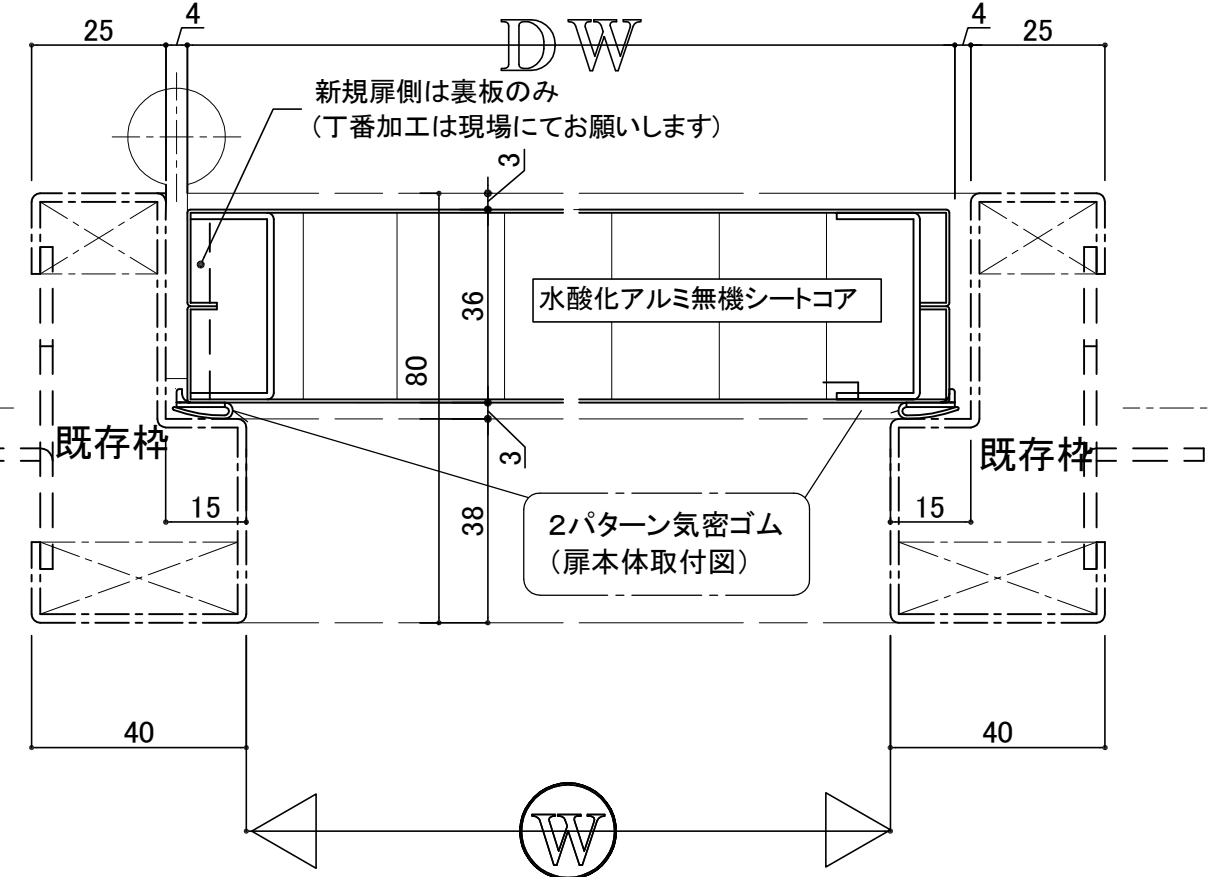 25
4
DW
4
25
新規扉側は裏板のみ
（丁番加工は現場にてお願いします）
3
36
水酸化アルミ無機シートコア
80
既存枠
既存枠
3
15
15
38
2パターン気密ゴム
（扉本体取付図）
40
40
W